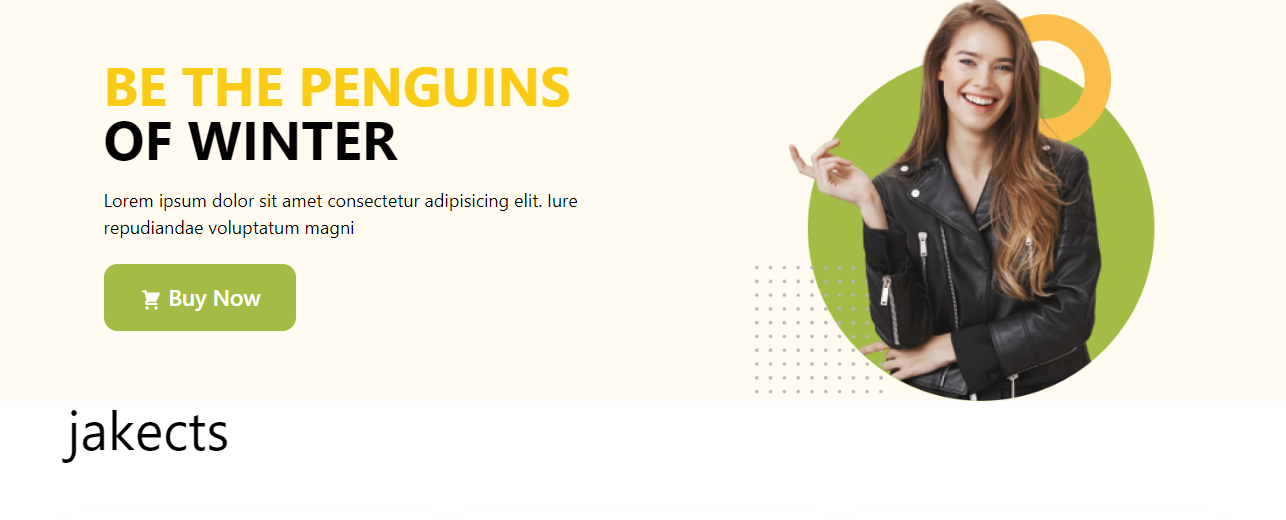 BE THE PENGUINS
OF WINTER
Lorem ipsum dolor sit amet consectetur adipisicing elit. Iure
repudiandae voluptatum magni
Buy Now
jakects